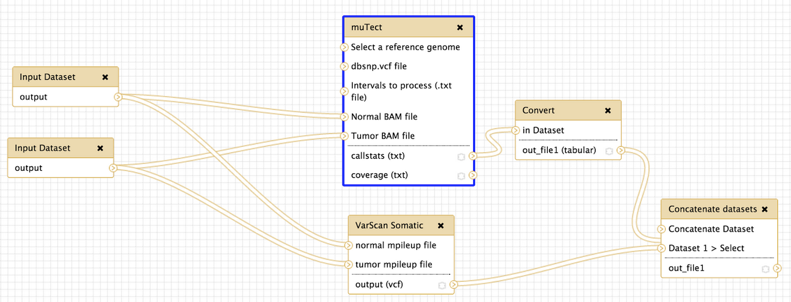 muTect ✖
Select a reference genome
dbsnp.vcf file
Intervals to process (.txt
file)
Normal BAM file
Tumor BAM file
callstats (txt)
coverage (txt)
Input Dataset ✖
output
Input Dataset ✖
output
Convert ✖
in Dataset
out_file1 (tabular)
VarScan Somatic ✖
normal mpileup file
tumor mpileup file
output (vcf)
Concatenate datasets ✖
Concatenate Dataset
Dataset 1 > Select
out_file1